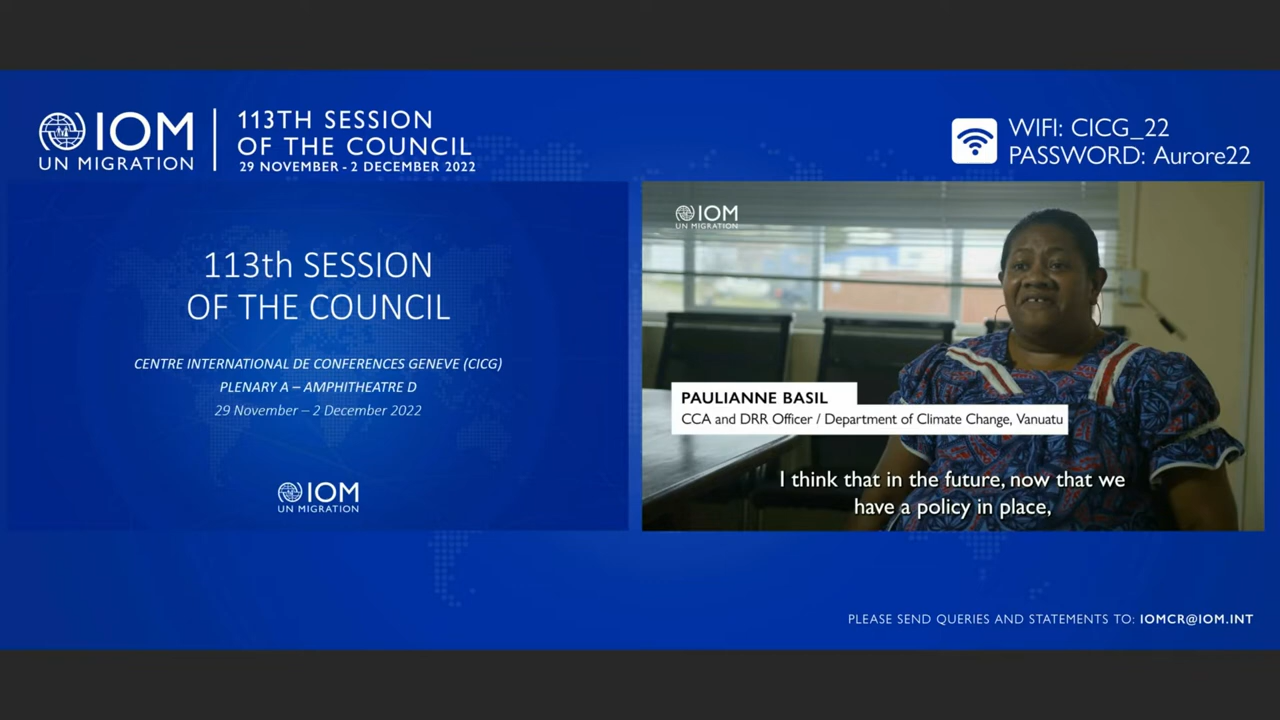 IOM
UN MIGRATION
113TH SESSION
OF THE COUNCIL
29 NOVEMBER - 2 DECEMBER 2022
WIFI: CICG_22
PASSWORD: Aurore22
113th SESSION
OF THE COUNCIL
CENTRE INTERNATIONAL DE CONFERENCES GENEVE (CICG)
PLENARY A – AMPHITHEATRE D
29 November – 2 December 2022
IOM
UN MIGRATION
IOM
UN MIGRATION
PAULIANNE BASIL
CCA and DRR Officer / Department of Climate Change, Vanuatu
I think that in the future, now that we
have a policy in place,
PLEASE SEND QUERIES AND STATEMENTS TO: IOMCR@IOM.INT